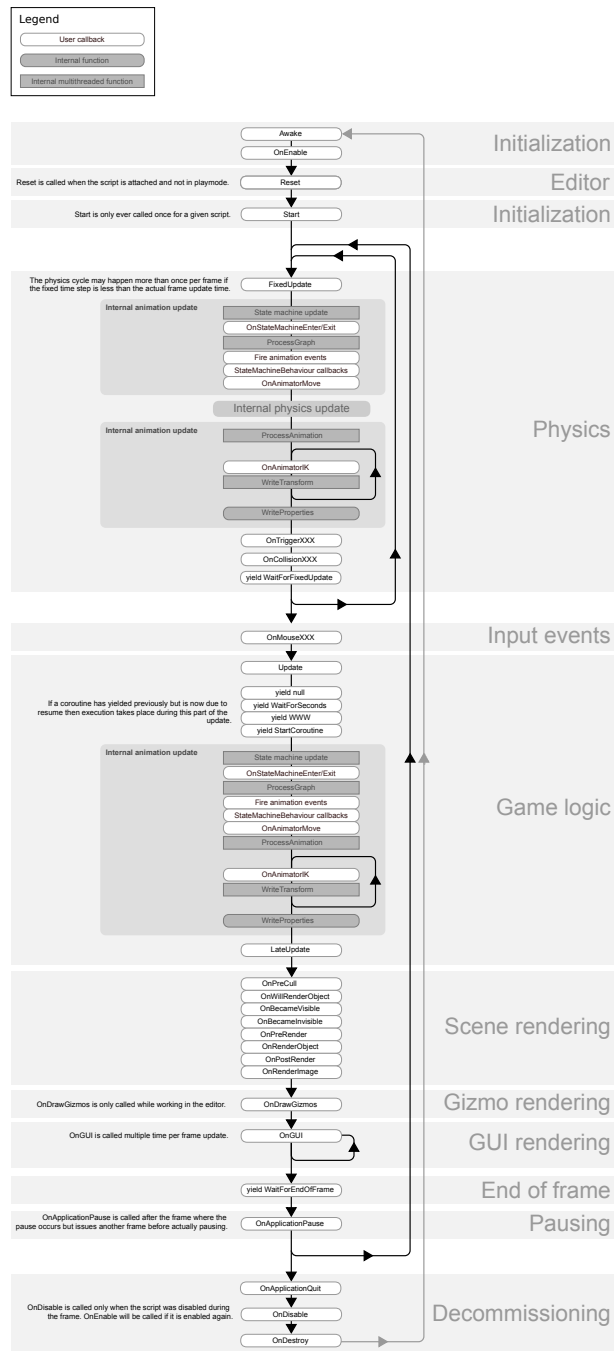 Legend
User callback
Internal function
Internal multithreaded function
Awake
OnEnable
Initialization
Reset is called when the script is attached and not in playmode.
Reset
Editor
Start is only ever called once for a given script.
Start
Initialization
The physics cycle may happen more than once per frame if
the fixed time step is less than the actual frame update time.
FixedUpdate
Internal animation update
State machine update
OnStateMachineEnter/Exit
ProcessGraph
Fire animation events
StateMachineBehaviour callbacks
OnAnimatorMove
Internal physics update
Physics
Internal animation update
ProcessAnimation
OnAnimatorIK
WriteTransform
WriteProperties
OnTriggerXXX
OnCollisionXXX
yield WaitForFixedUpdate
OnMouseXXX
Input events
Update
If a coroutine has yielded previously but is now due to
resume then execution takes place during this part of the
update.
yield null
yield WaitForSeconds
yield WWW
yield StartCoroutine
Internal animation update
State machine update
OnStateMachineEnter/Exit
ProcessGraph
Fire animation events
StateMachineBehaviour callbacks
OnAnimatorMove
ProcessAnimation
Game logic
OnAnimatorIK
WriteTransform
WriteProperties
LateUpdate
OnPreCull
OnWillRenderObject
OnBecameVisible
OnBecameInvisible
OnPreRender
OnRenderObject
OnPostRender
OnRenderImage
Scene rendering
OnDrawGizmos is only called while working in the editor.
OnDrawGizmos
Gizmo rendering
OnGUI is called multiple time per frame update.
OnGUI
GUI rendering
yield WaitForEndOfFrame
End of frame
OnApplicationPause is called after the frame where the
pause occurs but issues another frame before actually pausing.
OnApplicationPause
Pausing
OnApplicationQuit
OnDisable is called only when the script was disabled during
the frame. OnEnable will be called if it is enabled again.
OnDisable
OnDestroy
Decommissioning